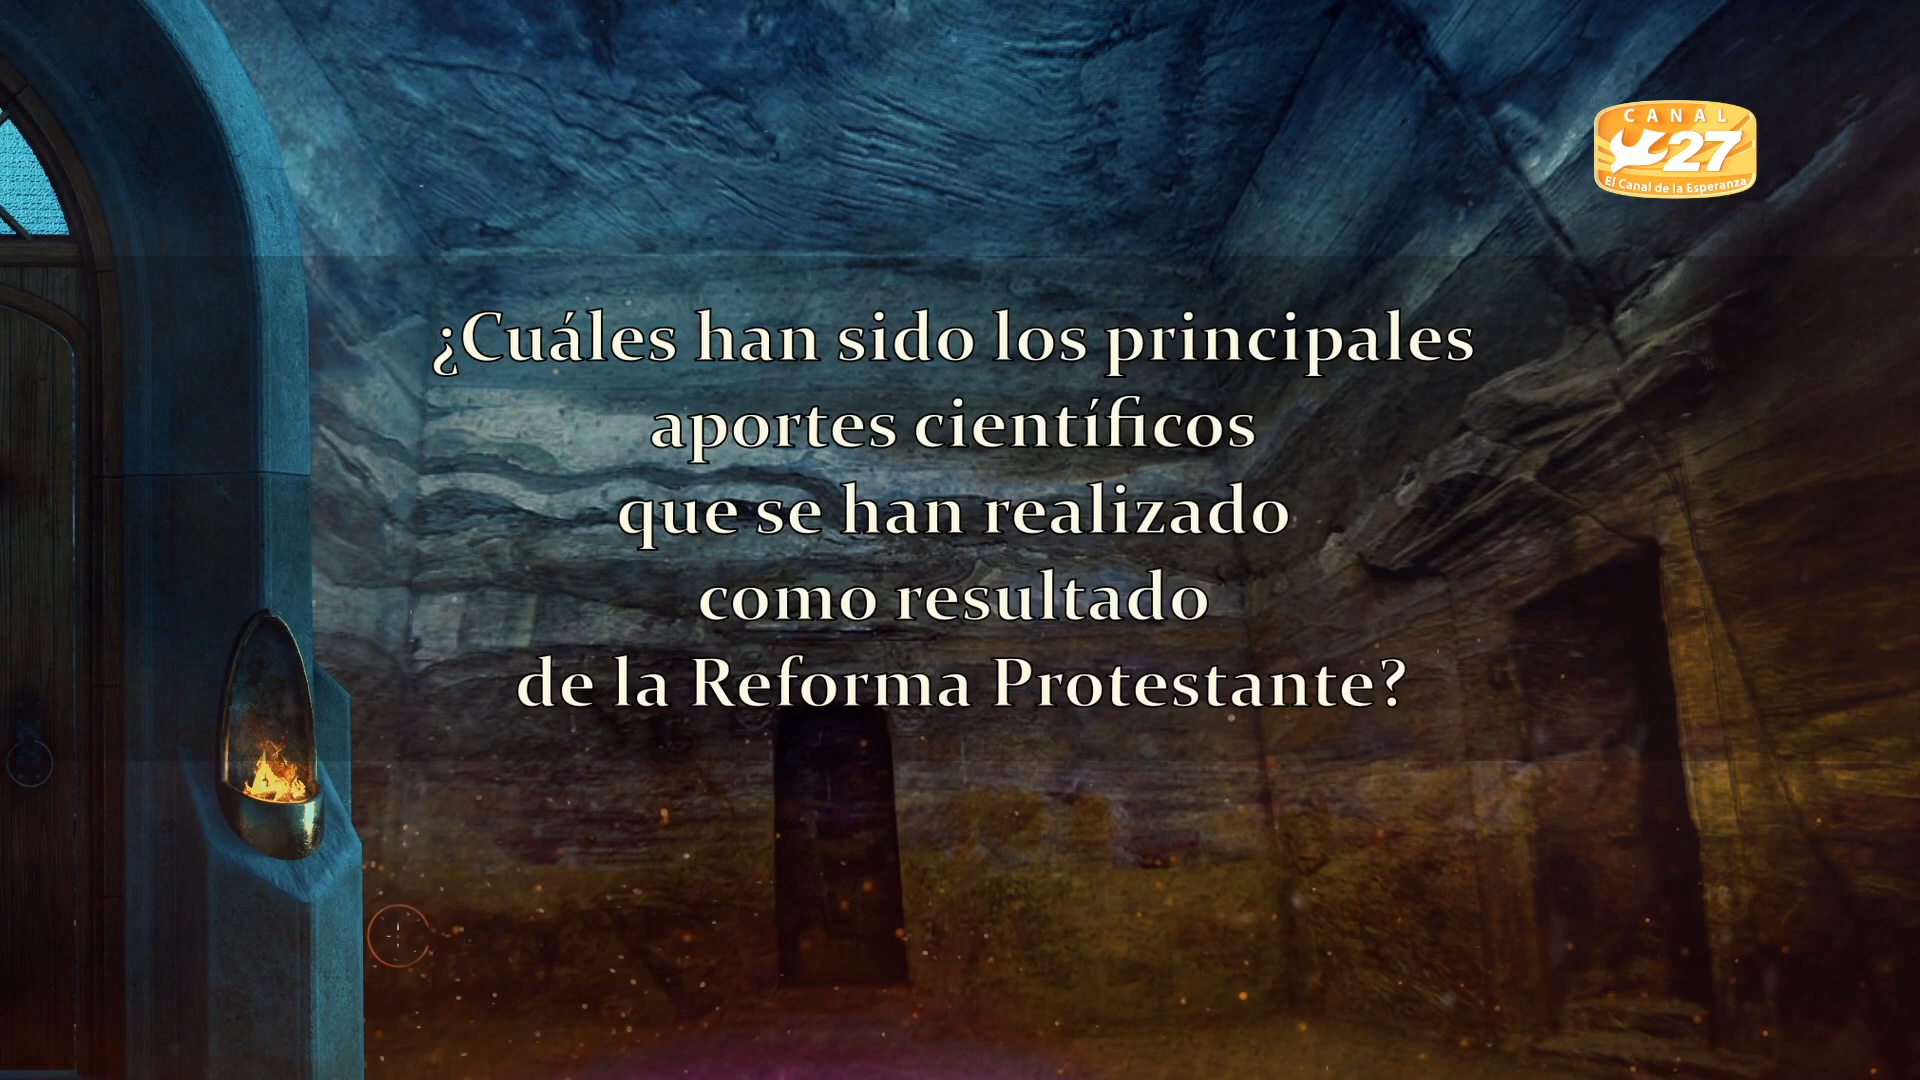 CANAL
27
El Canal de la Esperanza
¿Cuáles han sido los principales
aportes científicos
que se han realizado
como resultado
de la Reforma Protestante?